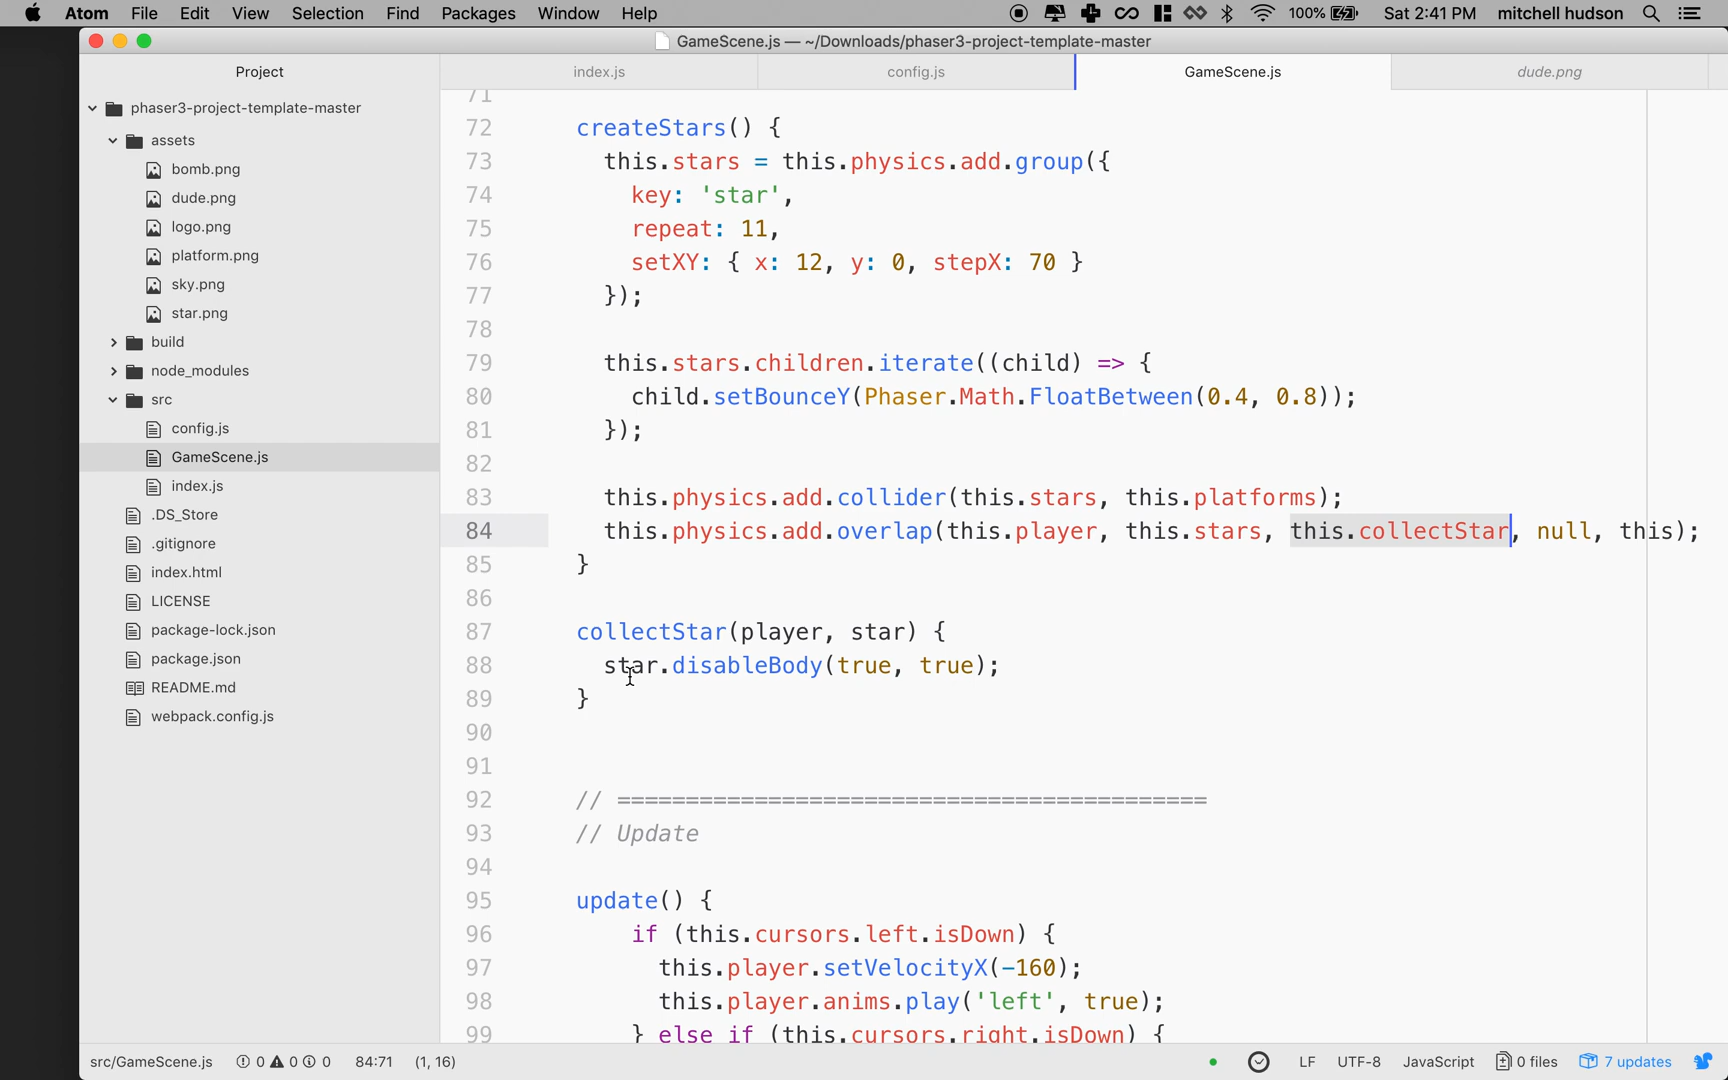 Atom File Edit View Selection Find Packages Window Help 100% Sat 2:41 PM mitchell hudson
GameScene.js — ~/Downloads/phaser3-project-template-master
Project
index.js config.js GameScene.js dude.png
phaser3-project-template-master
assets
bomb.png
dude.png
logo.png
platform.png
sky.png
star.png
build
node_modules
src
config.js
GameScene.js
index.js
.DS_Store
.gitignore
index.html
LICENSE
package-lock.json
package.json
README.md
webpack.config.js
71
72 createStars() {
73 this.stars = this.physics.add.group({
74 key: 'star',
75 repeat: 11,
76 setXY: { x: 12, y: 0, stepX: 70 }
77 });
78
79 this.stars.children.iterate((child) => {
80 child.setBounceY(Phaser.Math.FloatBetween(0.4, 0.8));
81 });
82
83 this.physics.add.collider(this.stars, this.platforms);
84 this.physics.add.overlap(this.player, this.stars, this.collectStar, null, this);
85 }
86
87 collectStar(player, star) {
88 star.disableBody(true, true);
89 }
90
91
92 // ===========================================
93 // Update
94
95 update() {
96 if (this.cursors.left.isDown) {
97 this.player.setVelocityX(-160);
98 this.player.anims.play('left', true);
99 } else if (this.cursors.right.isDown) {
src/GameScene.js 0 0 0 84:71 (1, 16) LF UTF-8 JavaScript 0 files 7 updates